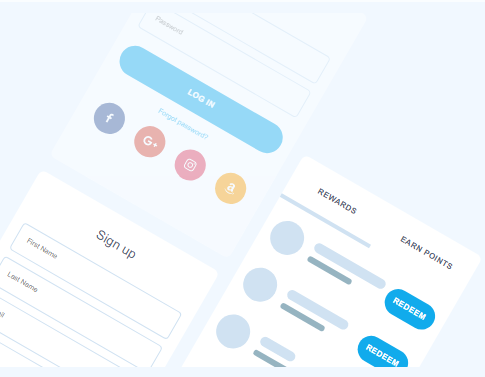 Password
LOG IN
Forgot password?
f
G+
a
Sign up
First Name
Last Name
REWARDS
EARN POINTS
REDEEM
REDEEM